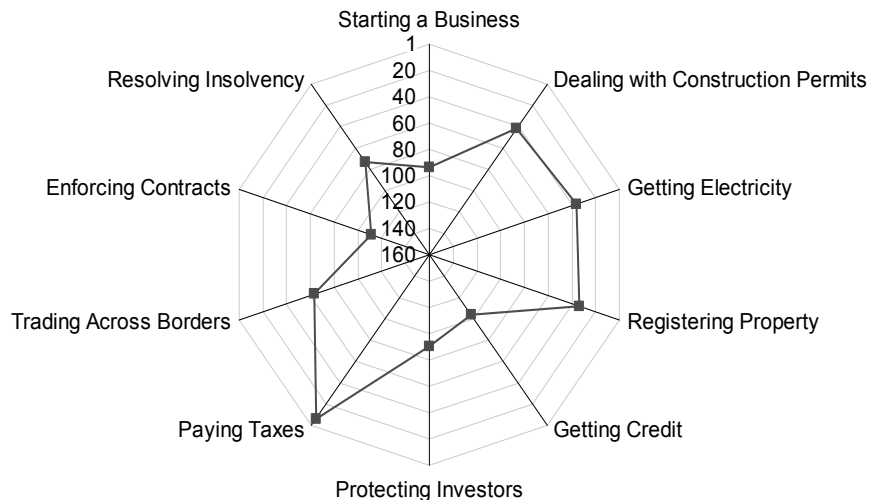 Starting a Business
1
Resolving Insolvency
20
Dealing with Construction Permits
40
60
80
Enforcing Contracts
100
Getting Electricity
120
140
160
Trading Across Borders
Registering Property
Paying Taxes
Getting Credit
Protecting Investors